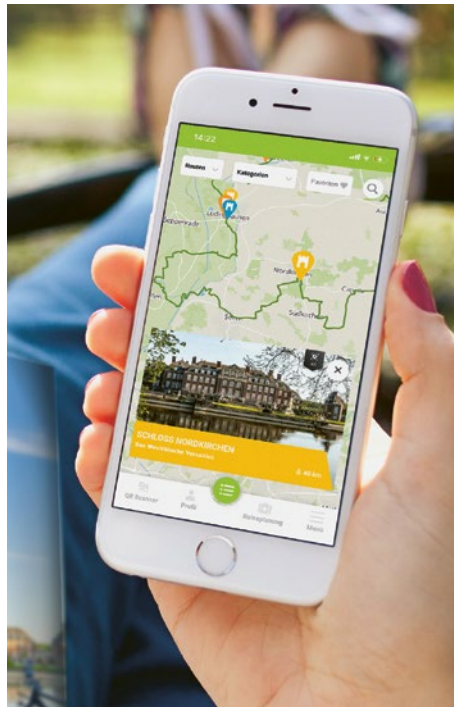 14:22
Routen
Kategorien
Favoriten
Nordkirchen
SCHLOSS NORDKIRCHEN
Das Westfälische Versailles
QR Scanner
Profil
Reiseplanung
Menü